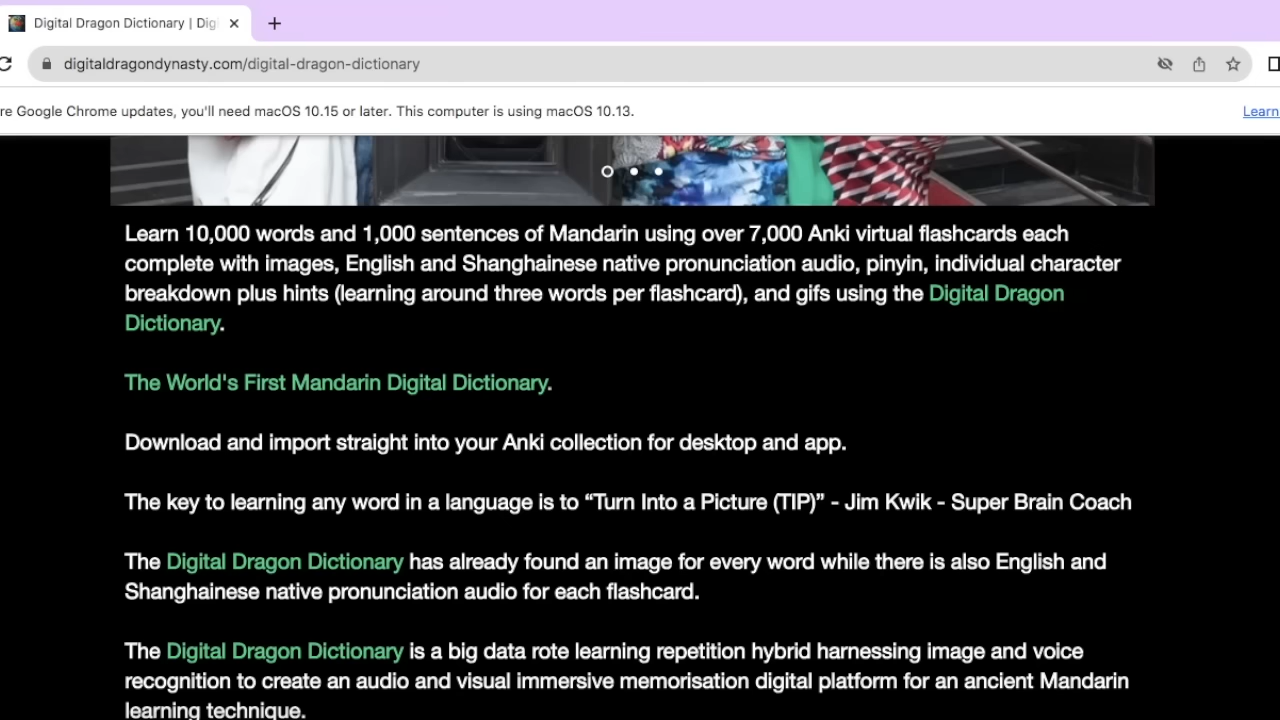 Digital Dragon Dictionary | Dig
digitaldragondynasty.com/digital-dragon-dictionary
re Google Chrome updates, you'll need macOS 10.15 or later. This computer is using macOS 10.13.
Learn
Learn 10,000 words and 1,000 sentences of Mandarin using over 7,000 Anki virtual flashcards each
complete with images, English and Shanghainese native pronunciation audio, pinyin, individual character
breakdown plus hints (learning around three words per flashcard), and gifs using the Digital Dragon
Dictionary.
The World's First Mandarin Digital Dictionary.
Download and import straight into your Anki collection for desktop and app.
The key to learning any word in a language is to “Turn Into a Picture (TIP)” - Jim Kwik - Super Brain Coach
The Digital Dragon Dictionary has already found an image for every word while there is also English and
Shanghainese native pronunciation audio for each flashcard.
The Digital Dragon Dictionary is a big data rote learning repetition hybrid harnessing image and voice
recognition to create an audio and visual immersive memorisation digital platform for an ancient Mandarin
learning technique.